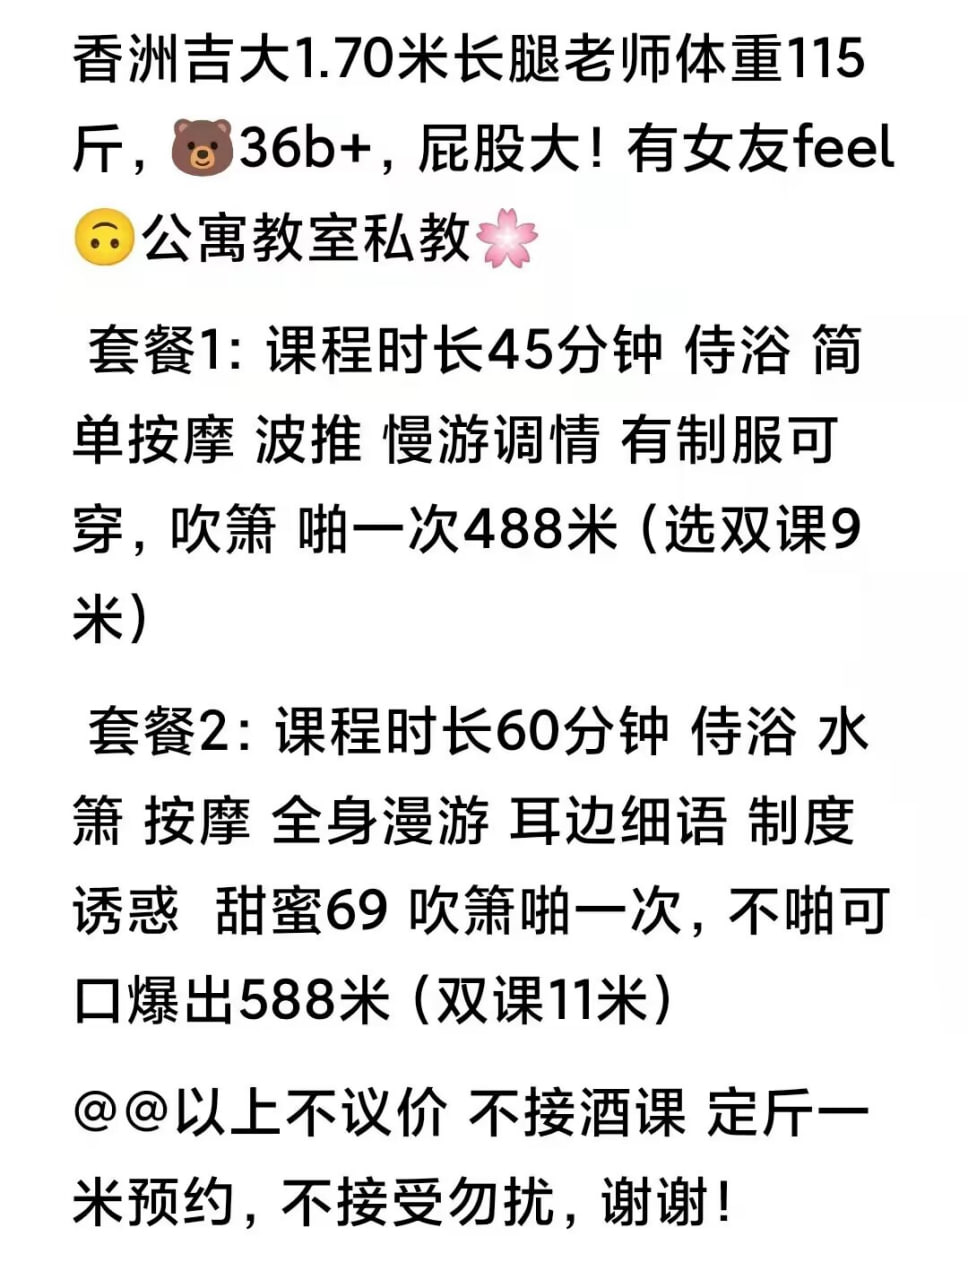 香洲吉大1.70米长腿老师体重115
斤，🐻36b+，屁股大！有女友feel
🙃公寓教室私教🌸
套餐1：课程时长45分钟 侍浴 简
单按摩 波推 慢游调情 有制服可
穿，吹箫 啪一次488米（选双课9
米）
套餐2：课程时长60分钟 侍浴 水
箫 按摩 全身漫游 耳边细语 制度
诱惑 甜蜜69 吹箫啪一次，不啪可
口爆出588米（双课11米）
@@以上不议价 不接酒课 定斤一
米预约，不接受勿扰，谢谢！